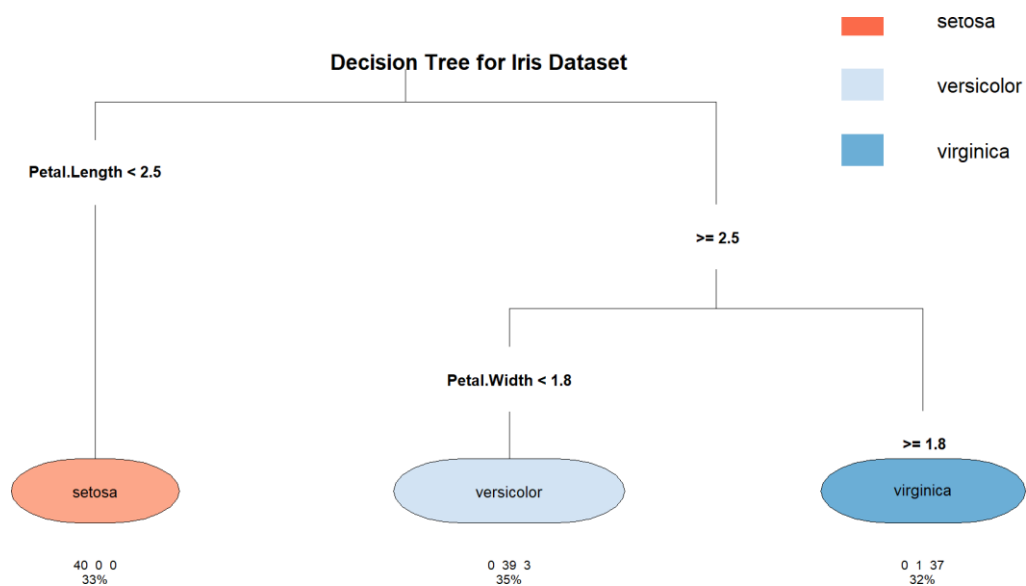 setosa
Decision Tree for Iris Dataset
versicolor
virginica
Petal.Length < 2.5
>= 2.5
Petal.Width < 1.8
>= 1.8
setosa
versicolor
virginica
40 0 0
33%
0 39 3
35%
0 1 37
32%